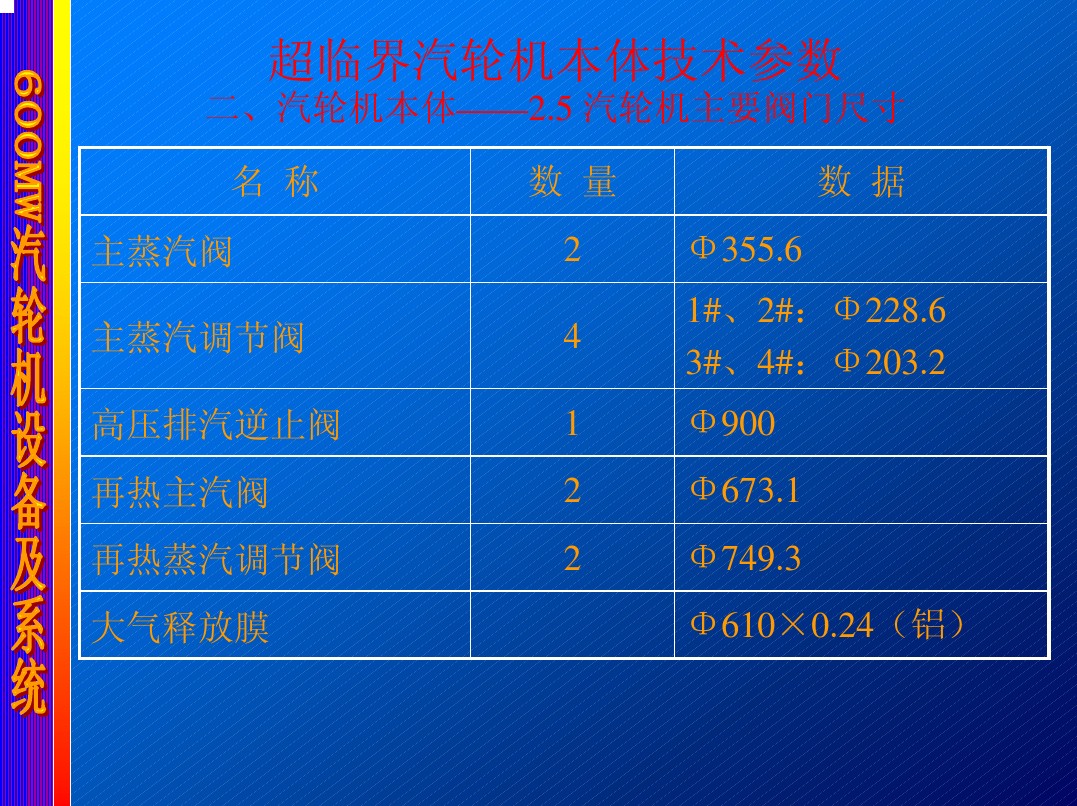 超临界汽轮机本体技术参数
二、汽轮机本体——2.5 汽轮机主要阀门尺寸
600MW汽轮机设备及系统
名 称 数 量 数 据
主蒸汽阀 2 Φ355.6
主蒸汽调节阀 4 1#、2#：Φ228.6
3#、4#：Φ203.2
高压排汽逆止阀 1 Φ900
再热主汽阀 2 Φ673.1
再热蒸汽调节阀 2 Φ749.3
大气释放膜 Φ610×0.24（铝）